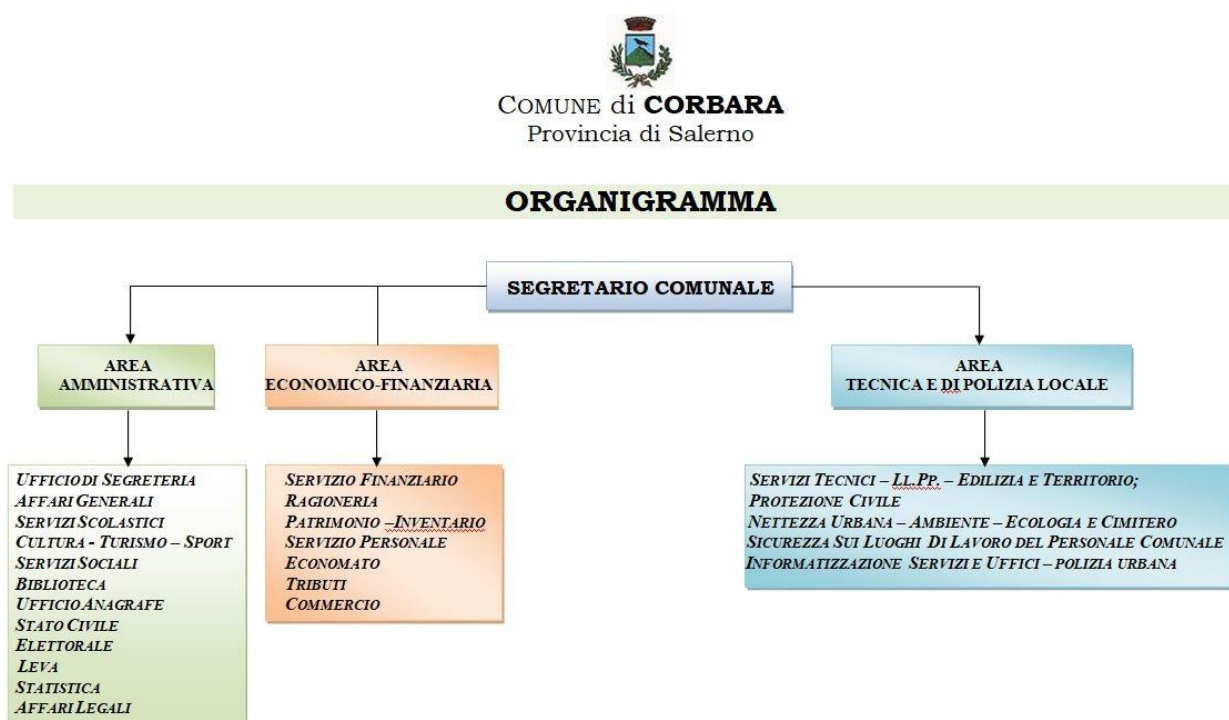 COMUNE di CORBARA
Provincia di Salerno
ORGANIGRAMMA
SEGRETARIO COMUNALE
AREA
AMMINISTRATIVA
AREA
ECONOMICO-FINANZIARIA
AREA
TECNICA E DI POLIZIA LOCALE
UFFICIO DI SEGRETERIA
AFFARI GENERALI
SERVIZI SCOLASTICI
CULTURA - TURISMO – SPORT
SERVIZI SOCIALI
BIBLIOTECA
UFFICIO ANAGRAFE
STATO CIVILE
ELETTORALE
LEVA
STATISTICA
AFFARI LEGALI
SERVIZIO FINANZIARIO
RAGIONERIA
PATRIMONIO –INVENTARIO
SERVIZIO PERSONALE
ECONOMATO
TRIBUTI
COMMERCIO
SERVIZI TECNICI – LL.PP. – EDILIZIA E TERRITORIO;
PROTEZIONE CIVILE
NETTEZZA URBANA – AMBIENTE – ECOLOGIA E CIMITERO
SICUREZZA SUI LUOGHI DI LAVORO DEL PERSONALE COMUNALE
INFORMATIZZAZIONE SERVIZI E UFFICI – POLIZIA URBANA